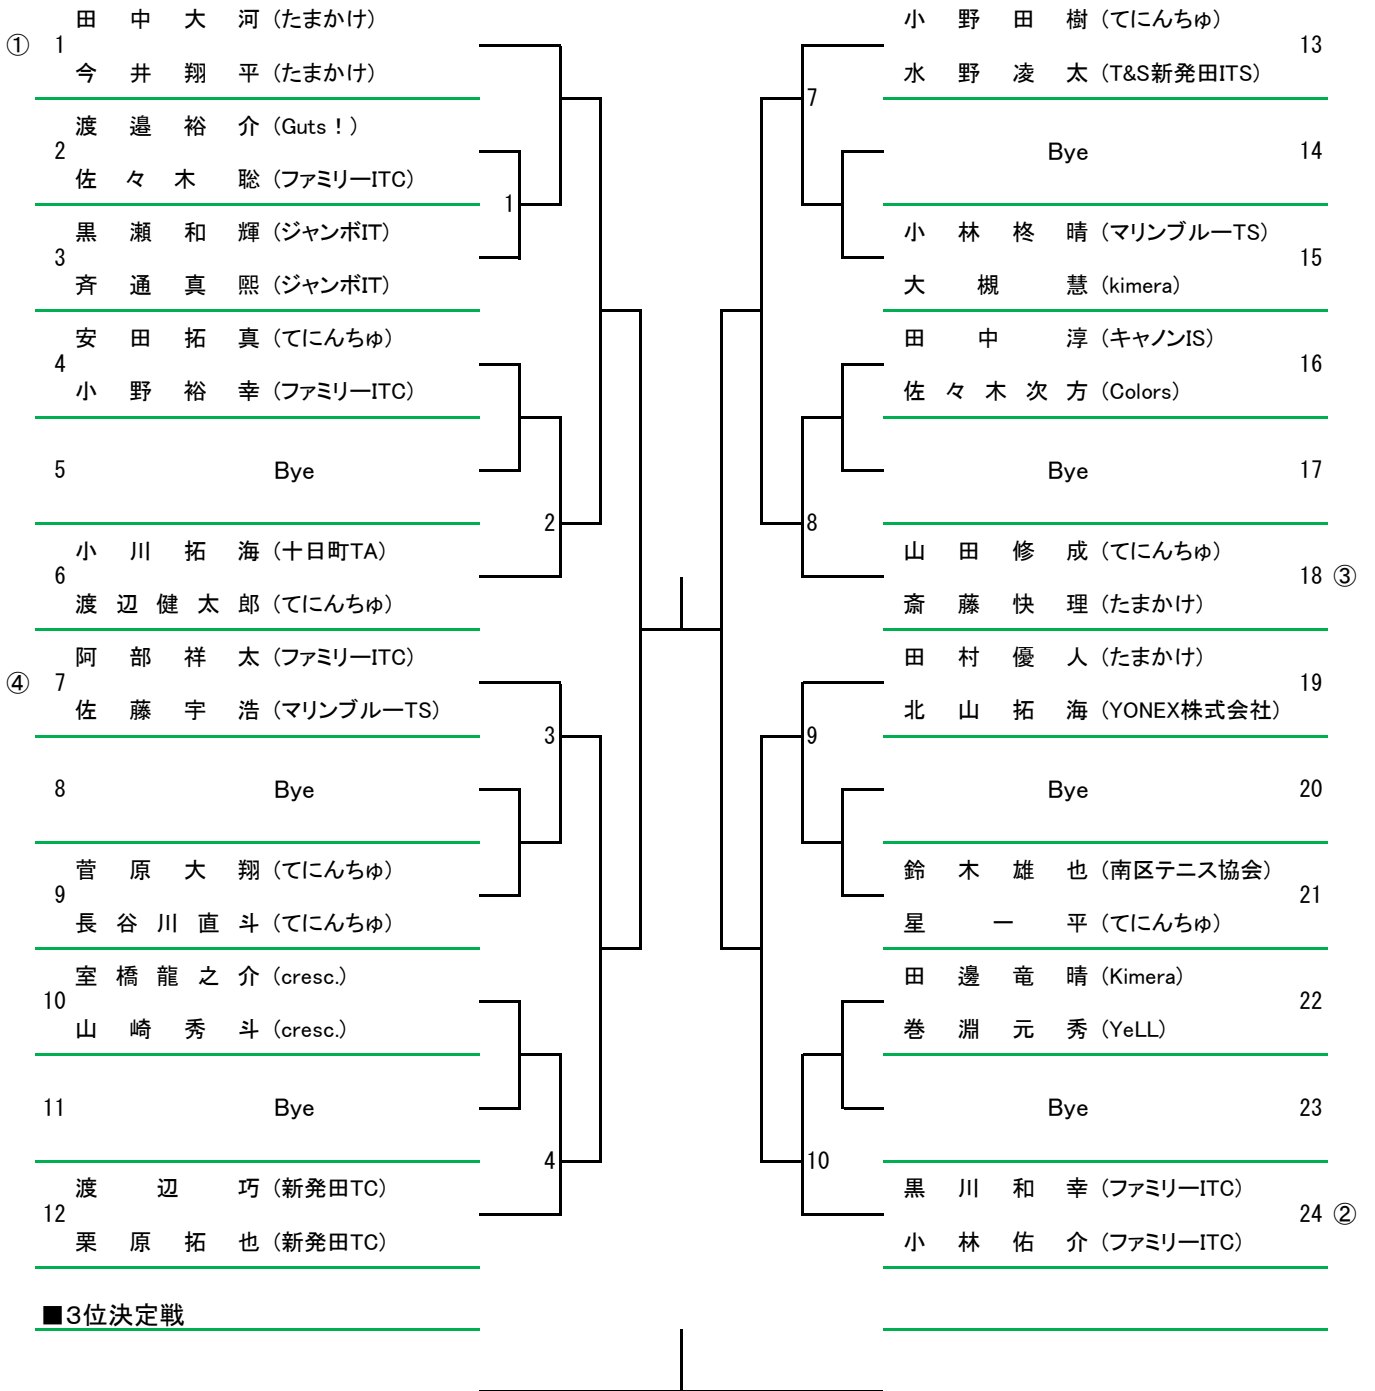 田中大河 (たまかけ)
① 1
今井翔平 (たまかけ)
渡邉裕介 (Guts！)
2
佐々木聡 (ファミリーITC)
1
黒瀬和輝 (ジャンボIT)
3
斉通真熙 (ジャンボIT)
安田拓真 (てにんちゅ)
4
小野裕幸 (ファミリーITC)
5 Bye
2
小川拓海 (十日町TA)
6
渡辺健太郎 (てにんちゅ)
阿部祥太 (ファミリーITC)
④ 7
佐藤宇浩 (マリンブルーTS)
3
8 Bye
菅原大翔 (てにんちゅ)
9
長谷川直斗 (てにんちゅ)
室橋龍之介 (cresc.)
10
山崎秀斗 (cresc.)
11 Bye
4
渡辺巧 (新発田TC)
12
栗原拓也 (新発田TC)
小野田樹 (てにんちゅ)
13
水野凌太 (T&S新発田ITS)
7
Bye 14
小林柊晴 (マリンブルーTS)
15
大槻慧 (kimera)
田中淳 (キャノンIS)
16
佐々木次方 (Colors)
Bye 17
8
山田修成 (てにんちゅ)
18 ③
斎藤快理 (たまかけ)
田村優人 (たまかけ)
19
北山拓海 (YONEX株式会社)
9
Bye 20
鈴木雄也 (南区テニス協会)
21
星一平 (てにんちゅ)
田邊竜晴 (Kimera)
22
巻淵元秀 (YeLL)
Bye 23
10
黒川和幸 (ファミリーITC)
24 ②
小林佑介 (ファミリーITC)
■3位決定戦